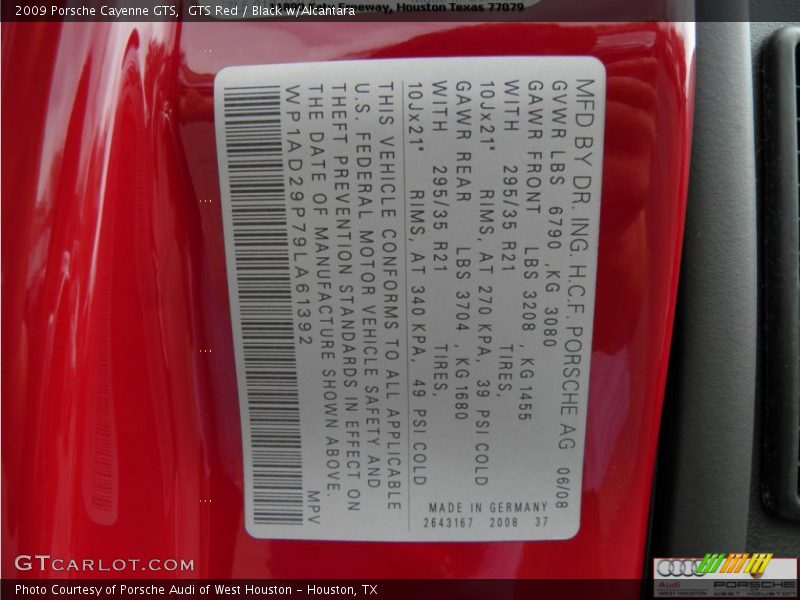 2009 Porsche Cayenne GTS,  GTS Red / Black w/Alcantara
Freeway, Houston Texas 77079
MFD BY DR. ING. H.C.F. PORSCHE AG 06/08
GVWR LBS 6790 ,KG 3080
GAWR FRONT LBS 3208 , KG 1455
WITH 295/35 R21 TIRES,
10Jx21" RIMS, AT 270 KPA, 39 PSI COLD
GAWR REAR LBS 3704 , KG 1680
WITH 295/35 R21 TIRES,
10Jx21" RIMS, AT 340 KPA, 49 PSI COLD
THIS VEHICLE CONFORMS TO ALL APPLICABLE
U.S. FEDERAL MOTOR VEHICLE SAFETY AND
THEFT PREVENTION STANDARDS IN EFFECT ON
THE DATE OF MANUFACTURE SHOWN ABOVE.
WP1AD29P79LA61392 MPV
MADE IN GERMANY
2643167 2008 37
GTCARLOT.COM
Audi PORSCHE
WEST HOUSTON WEST HOUSTON
Photo Courtesy of Porsche Audi of West Houston - Houston, TX